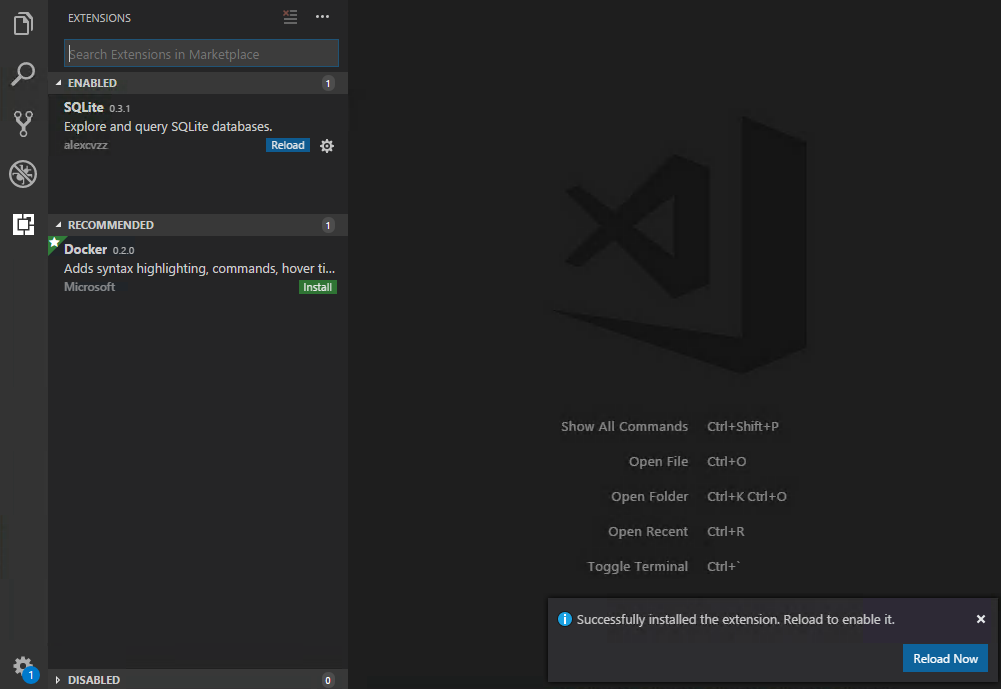 EXTENSIONS
Search Extensions in Marketplace
ENABLED 1
SQLite 0.3.1
Explore and query SQLite databases.
alexcvzz Reload
RECOMMENDED 1
Docker 0.2.0
Adds syntax highlighting, commands, hover ti...
Microsoft Install
DISABLED 0
1
Show All Commands Ctrl+Shift+P
Open File Ctrl+O
Open Folder Ctrl+K Ctrl+O
Open Recent Ctrl+R
Toggle Terminal Ctrl+`
Successfully installed the extension. Reload to enable it.
Reload Now